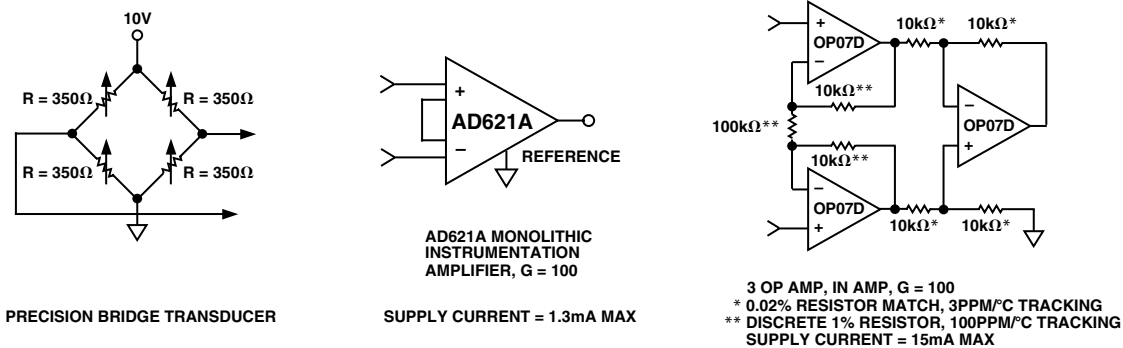 10V
R = 350Ω
R = 350Ω
R = 350Ω
R = 350Ω
PRECISION BRIDGE TRANSDUCER
+
AD621A
−
REFERENCE
AD621A MONOLITHIC
INSTRUMENTATION
AMPLIFIER, G = 100
SUPPLY CURRENT = 1.3mA MAX
+
OP07D
−
10kΩ*
10kΩ*
10kΩ**
100kΩ**
−
OP07D
+
10kΩ**
−
OP07D
+
10kΩ*
10kΩ*
3 OP AMP, IN AMP, G = 100
* 0.02% RESISTOR MATCH, 3PPM/°C TRACKING
** DISCRETE 1% RESISTOR, 100PPM/°C TRACKING
SUPPLY CURRENT = 15mA MAX